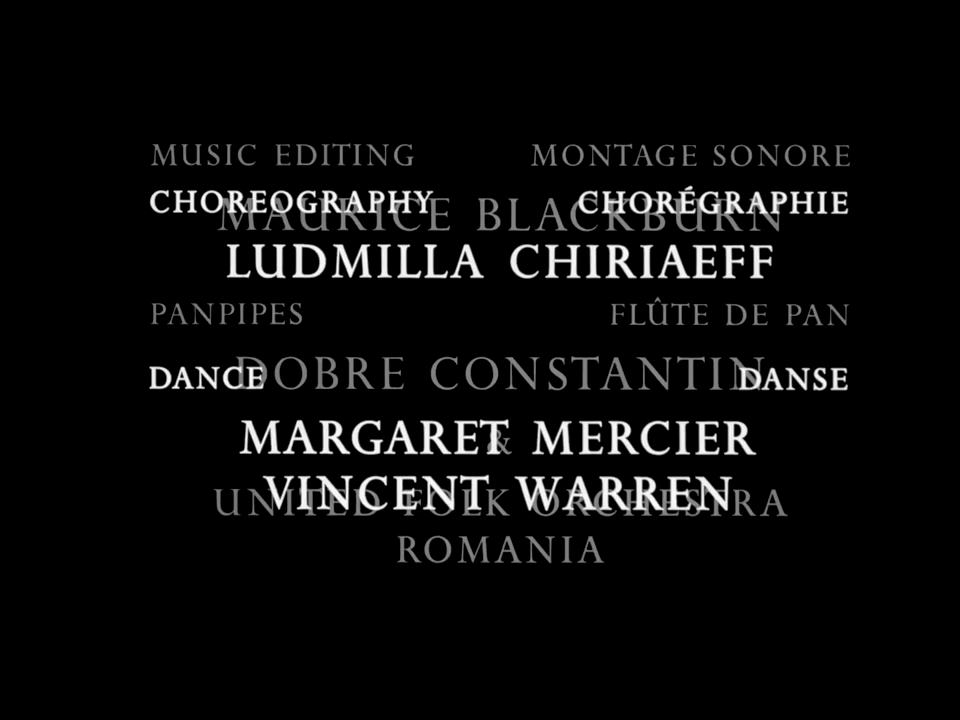 MUSIC EDITING MONTAGE SONORE
CHOREOGRAPHY CHORÉGRAPHIE
MAURICE BLACKBURN
LUDMILLA CHIRIAEFF
PANPIPES FLÛTE DE PAN
DOBRE CONSTANTIN
DANCE DANSE
MARGARET MERCIER
&
VINCENT WARREN
UNITED FOLK ORCHESTRA
ROMANIA